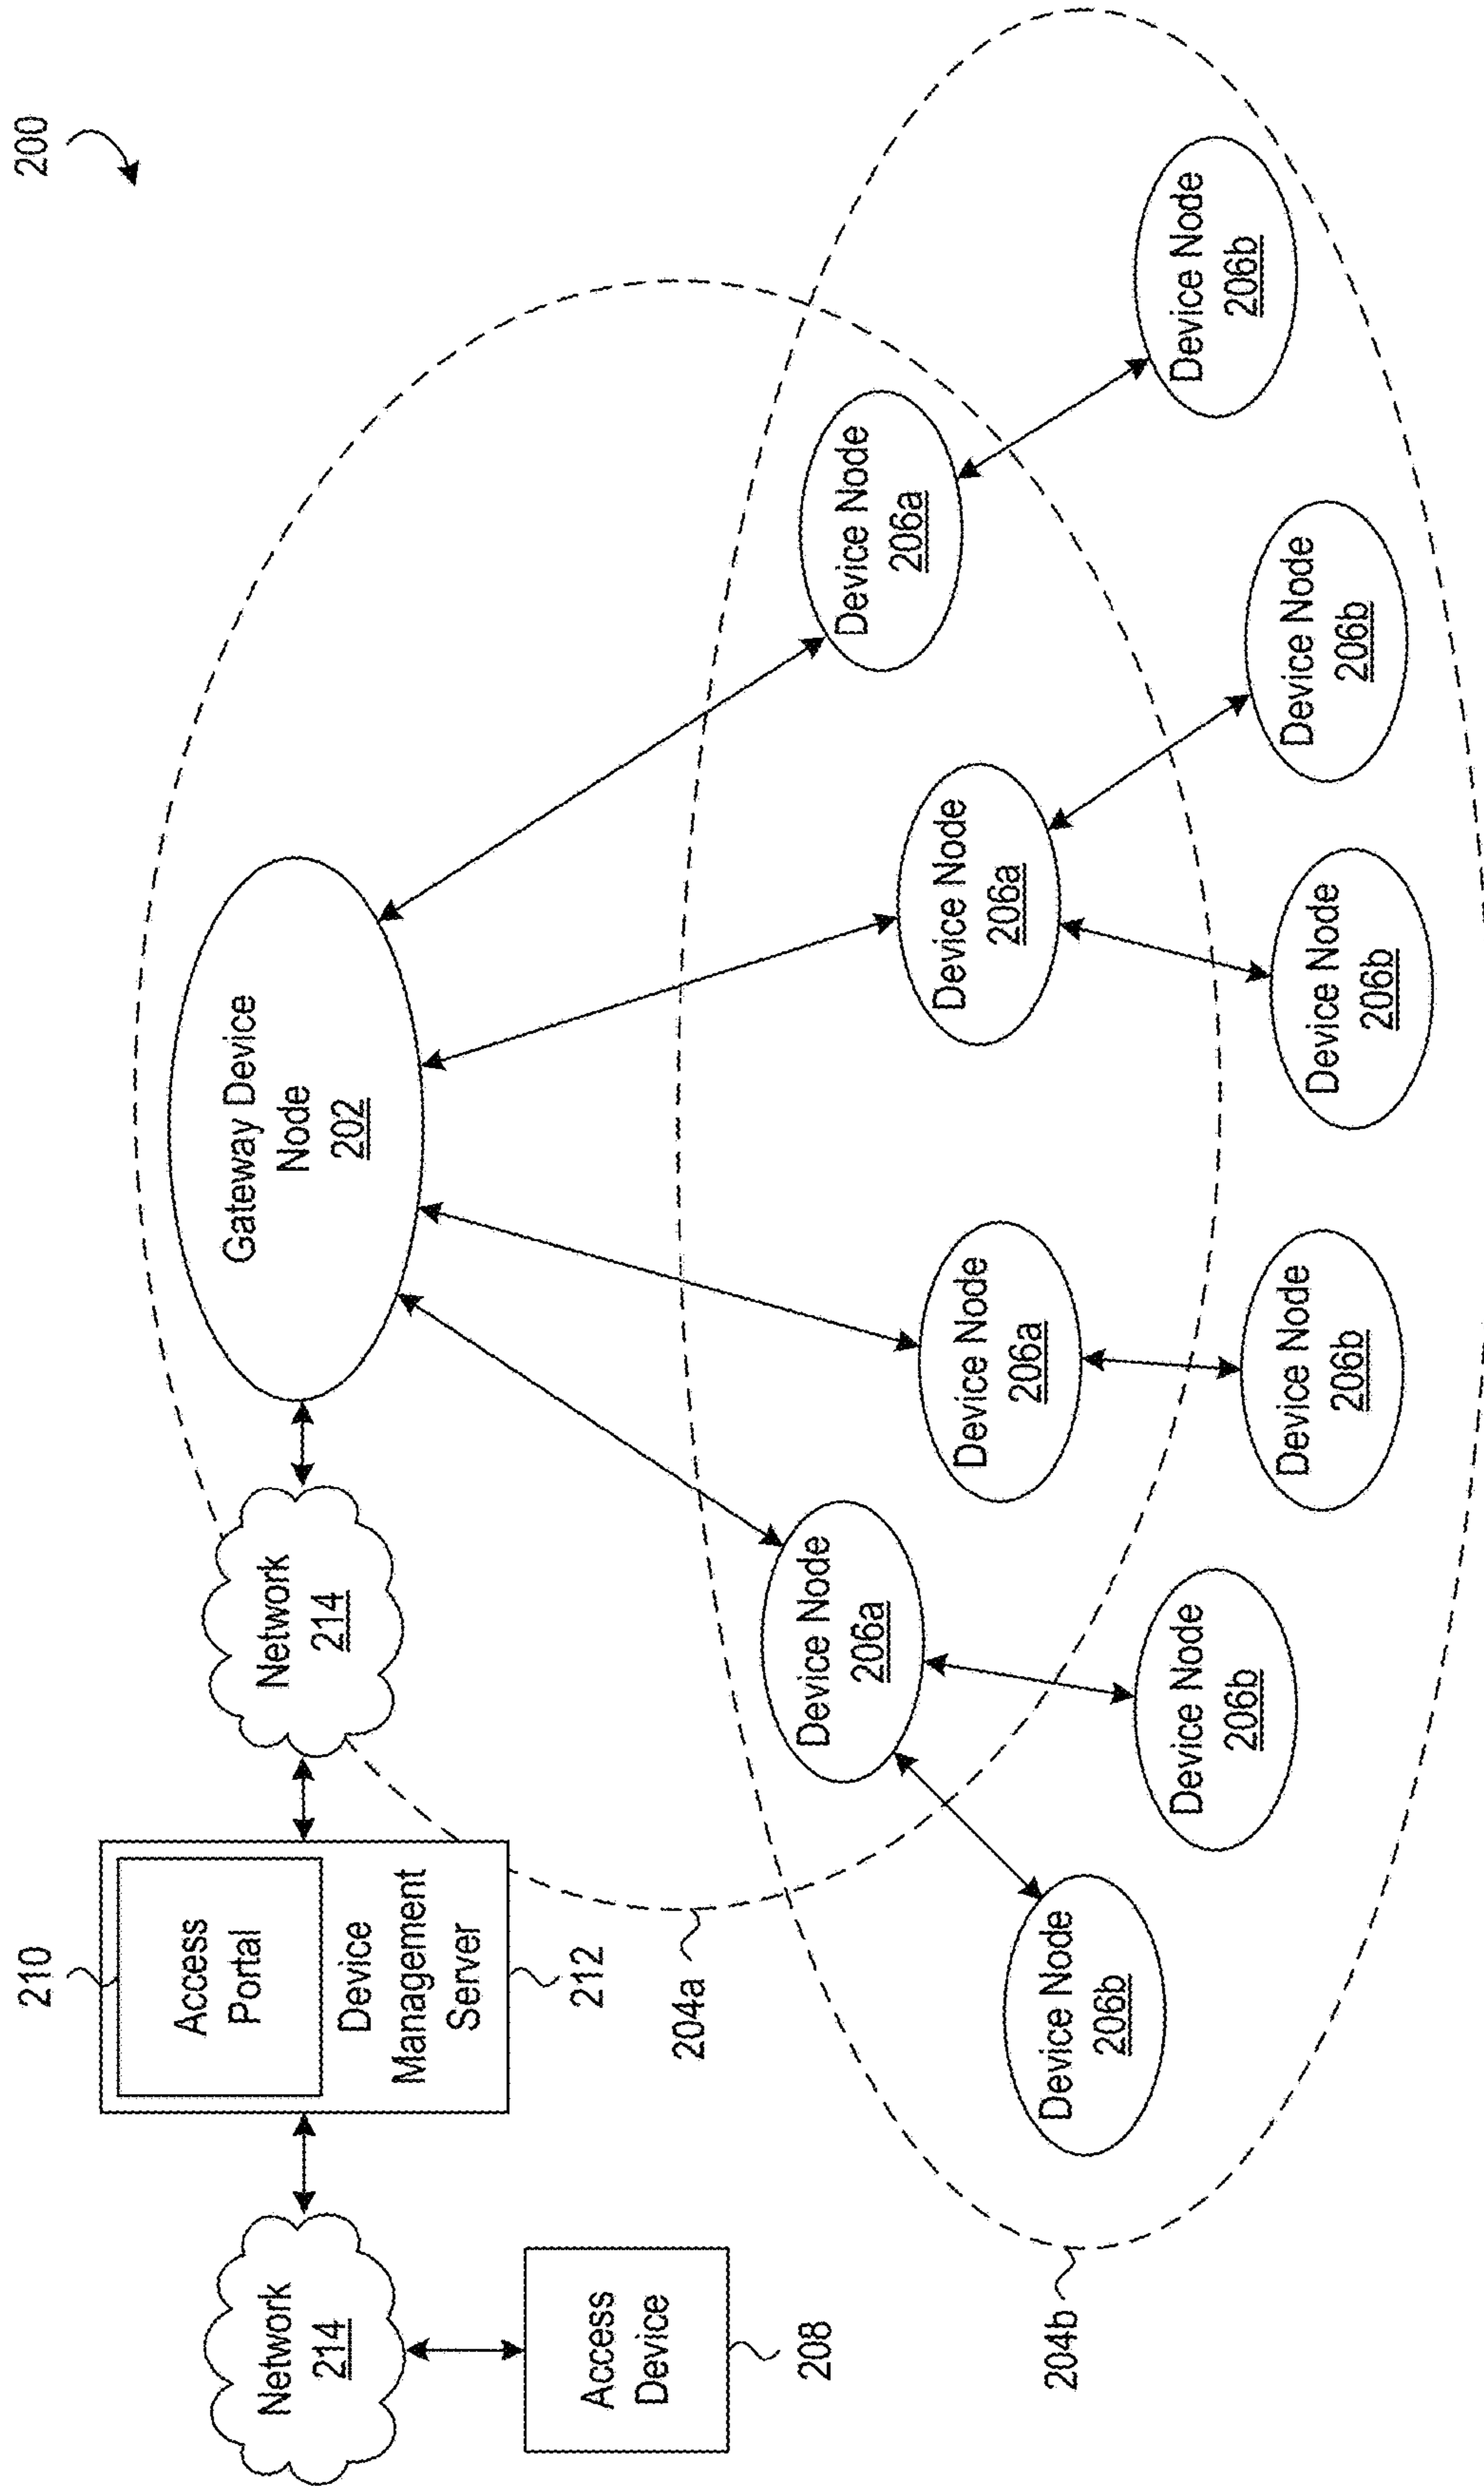 200
Gateway Device
Node
202
Network
214
210
Access
Portal
Device
Management
Server
212
Network
214
Access
Device
208
204a
204b
Device Node
206a
Device Node
206a
Device Node
206a
Device Node
206a
Device Node
206b
Device Node
206b
Device Node
206b
Device Node
206b
Device Node
206b
Device Node
206b